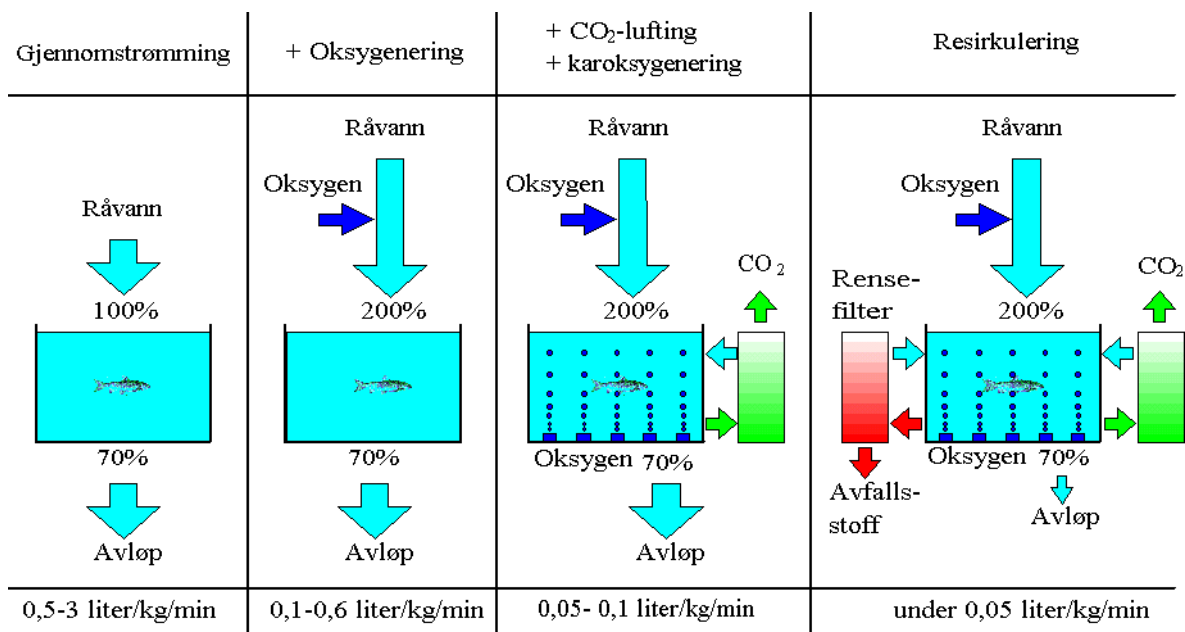 Gjennomstrømming
Råvann
100%
70%
Avløp
0,5-3 liter/kg/min
+ Oksygenering
Råvann
Oksygen
200%
70%
Avløp
0,1-0,6 liter/kg/min
+ CO₂-lufting
+ karoksygenering
Råvann
Oksygen
CO₂
200%
Oksygen 70%
Avløp
0,05- 0,1 liter/kg/min
Resirkulering
Råvann
Oksygen
CO₂
Rense-
filter
200%
Oksygen 70%
Avfalls-
stoff
Avløp
under 0,05 liter/kg/min